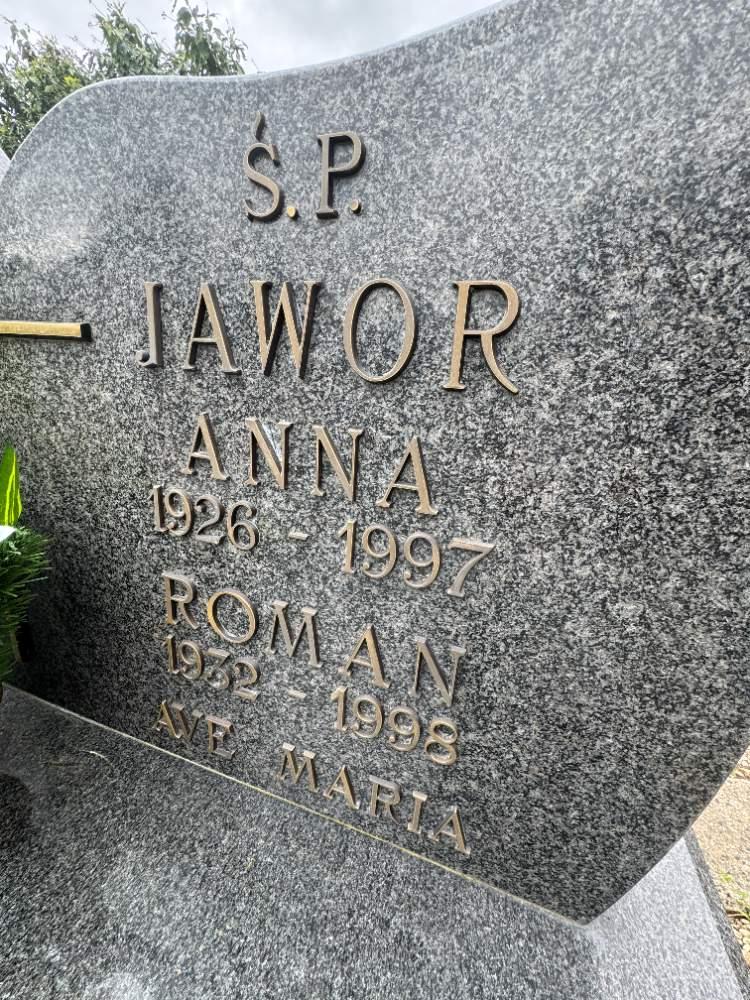 Ś.P.
JAWOR
ANNA
1926 - 1997
ROMAN
1932 - 1998
AVE MARIA